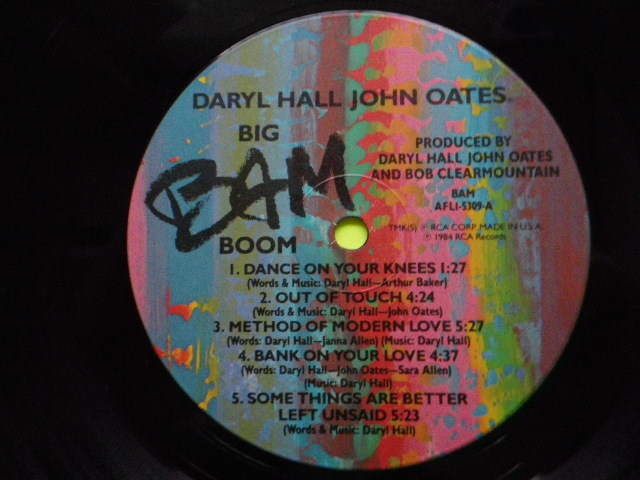 DARYL HALL JOHN OATES
BIG
BAM
BOOM
PRODUCED BY
DARYL HALL JOHN OATES
AND BOB CLEARMOUNTAIN
BAM
AFL1-5309-A
TMK(S) ® RCA CORP. MADE IN U.S.A.
℗ 1984 RCA Records
1. DANCE ON YOUR KNEES 1:27
(Words & Music: Daryl Hall—Arthur Baker)
2. OUT OF TOUCH 4:24
(Words & Music: Daryl Hall—John Oates)
3. METHOD OF MODERN LOVE 5:27
(Words: Daryl Hall—Janna Allen) (Music: Daryl Hall)
4. BANK ON YOUR LOVE 4:37
(Words: Daryl Hall—John Oates—Sara Allen)
(Music: Daryl Hall)
5. SOME THINGS ARE BETTER
LEFT UNSAID 5:23
(Words & Music: Daryl Hall)